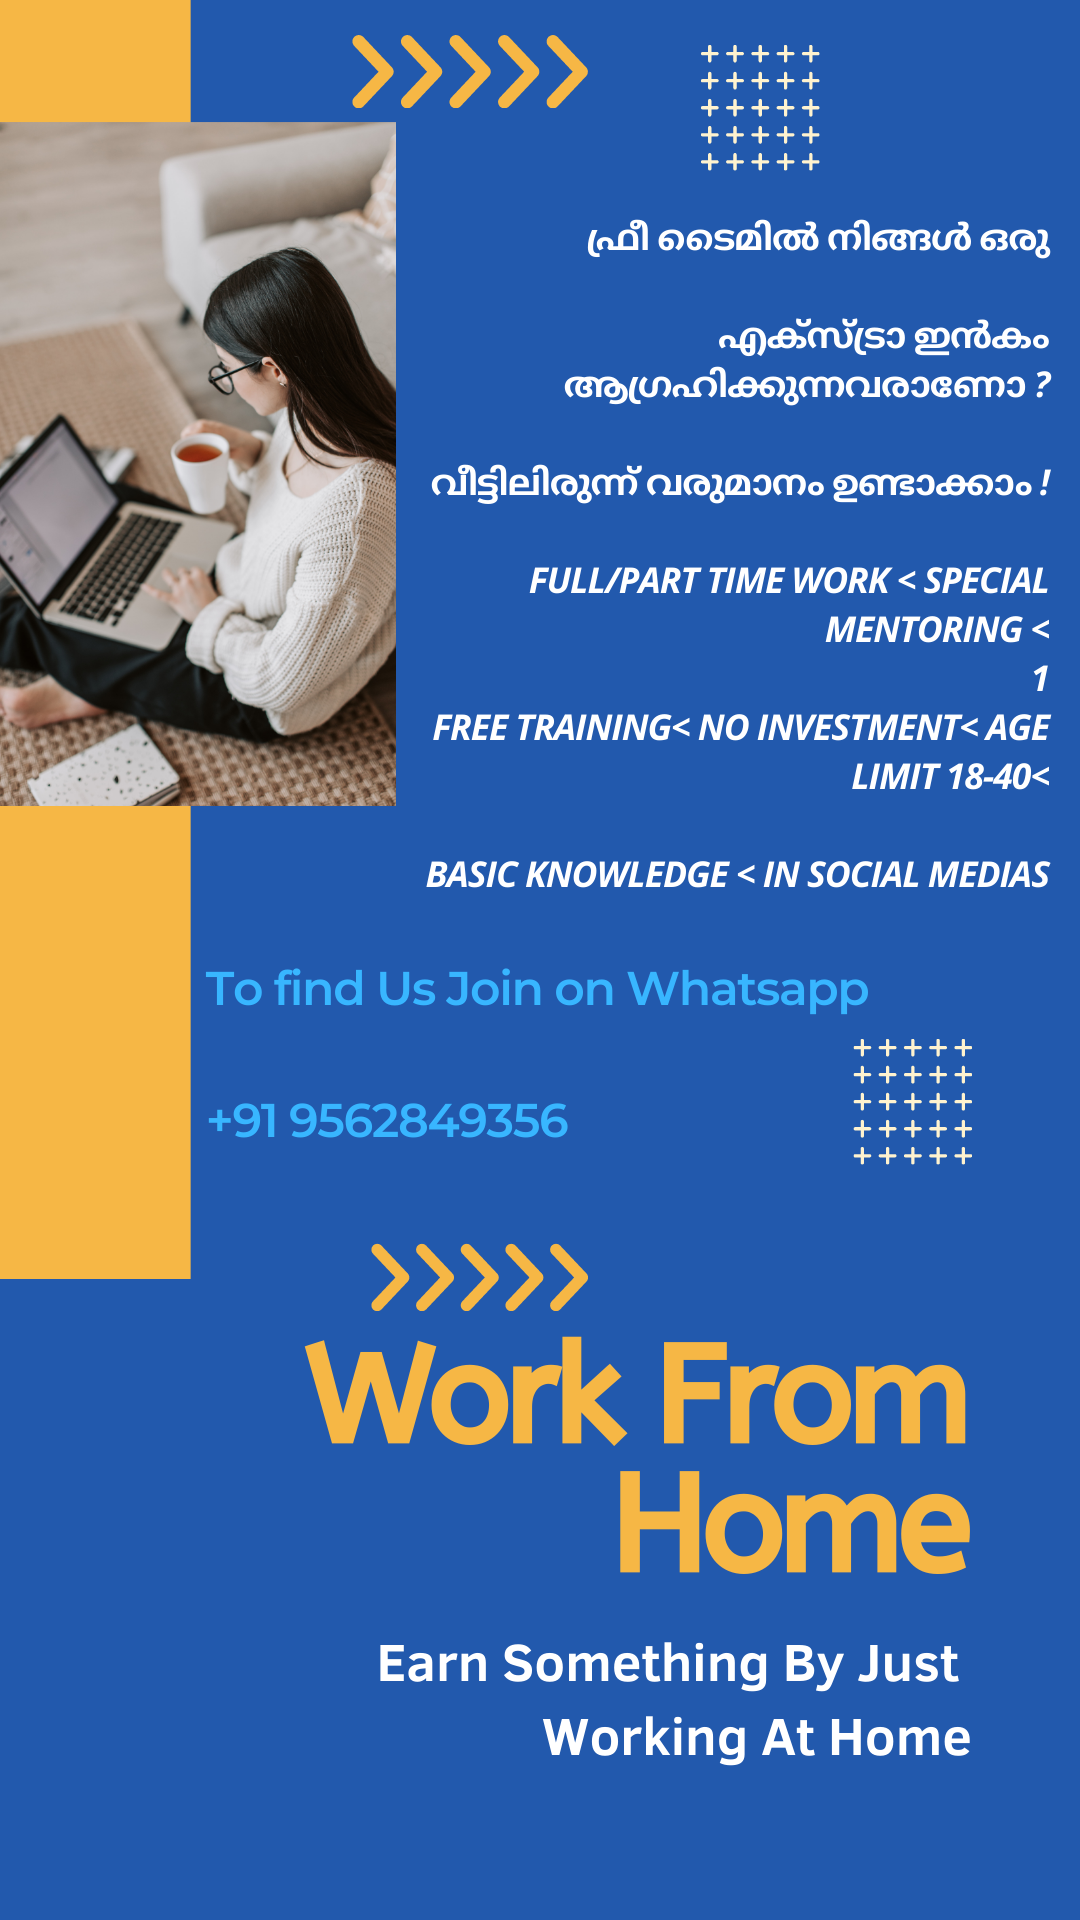 ഫ്രീ ടൈമിൽ നിങ്ങൾ ഒരു
എക്സ്ട്രാ ഇൻകം
ആഗ്രഹിക്കുന്നവരാണോ ?
വീട്ടിലിരുന്ന് വരുമാനം ഉണ്ടാക്കാം !
FULL/PART TIME WORK < SPECIAL
MENTORING <
1
FREE TRAINING< NO INVESTMENT< AGE
LIMIT 18-40<
BASIC KNOWLEDGE < IN SOCIAL MEDIAS
To find Us Join on Whatsapp
+91 9562849356
Work From
Home
Earn Something By Just
Working At Home